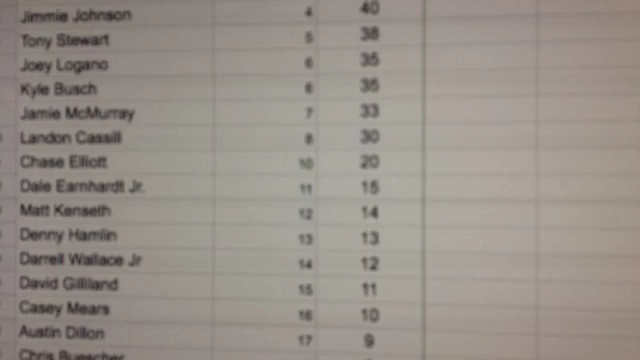 Jimmie Johnson 4 40
Tony Stewart 5 38
Joey Logano 6 35
Kyle Busch 6 35
Jamie McMurray 7 33
Landon Cassill 8 30
Chase Elliott 10 20
Dale Earnhardt Jr. 11 15
Matt Kenseth 12 14
Denny Hamlin 13 13
Darrell Wallace Jr 14 12
David Gilliland 15 11
Casey Mears 16 10
Austin Dillon 17 9
Chris Buescher